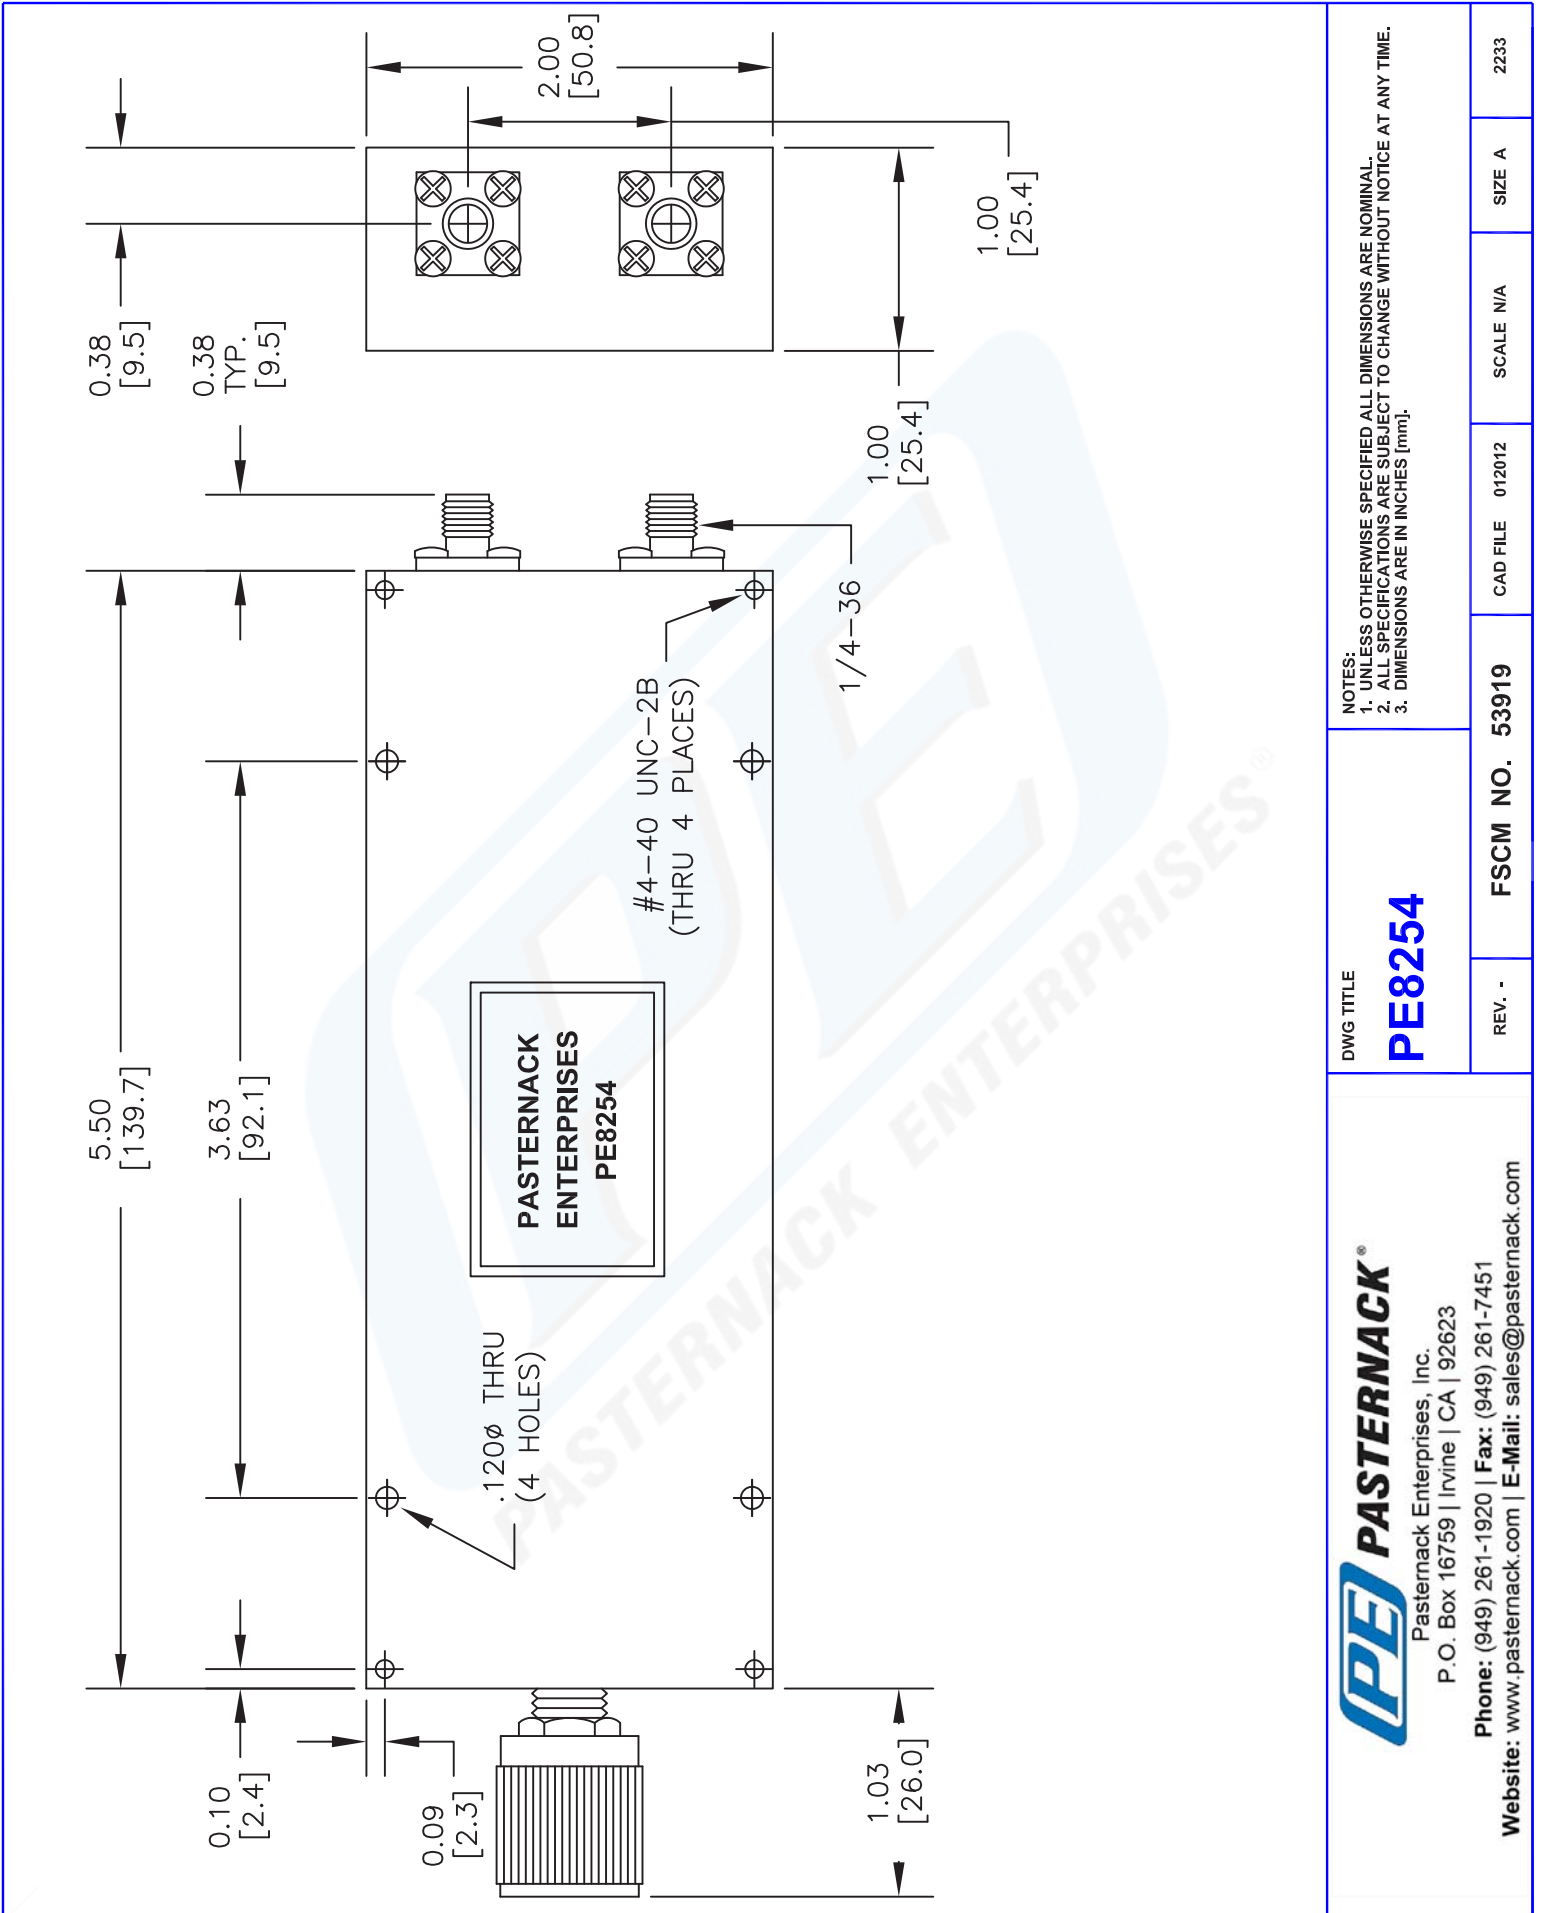 0.38
[9.5]
0.38
TYP.
[9.5]
2.00
[50.8]
1.00
[25.4]
1.00
[25.4]
5.50
[139.7]
3.63
[92.1]
1/4-36
#4-40 UNC-2B
(THRU 4 PLACES)
PASTERNACK
ENTERPRISES
PE8254
.120ø THRU
(4 HOLES)
0.10
[2.4]
0.09
[2.3]
1.03
[26.0]
PE
PASTERNACK ENTERPRISES®
PE PASTERNACK®
Pasternack Enterprises, Inc.
P.O. Box 16759 | Irvine | CA | 92623
Phone: (949) 261-1920 | Fax: (949) 261-7451
Website: www.pasternack.com | E-Mail: sales@pasternack.com
DWG TITLE
PE8254
NOTES:
1. UNLESS OTHERWISE SPECIFIED ALL DIMENSIONS ARE NOMINAL.
2. ALL SPECIFICATIONS ARE SUBJECT TO CHANGE WITHOUT NOTICE AT ANY TIME.
3. DIMENSIONS ARE IN INCHES [mm].
REV. -
FSCM NO. 53919
CAD FILE 012012
SCALE N/A
SIZE A
2233